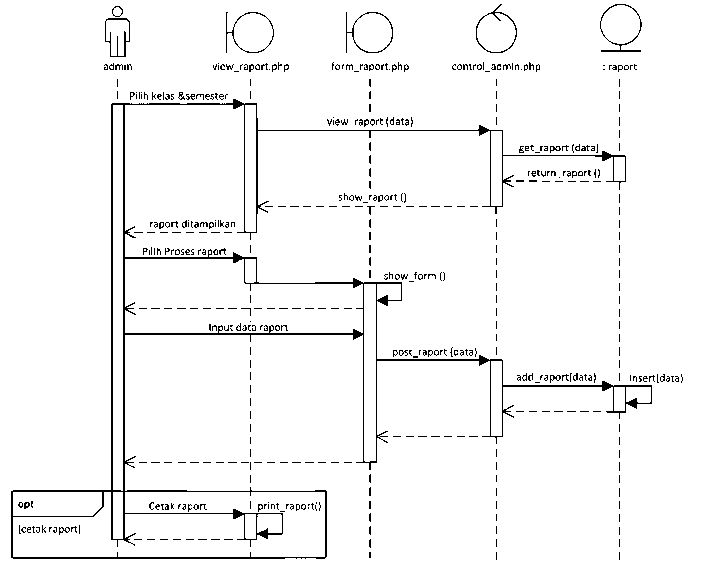 admin
view_raport.php
form_raport.php
control_admin.php
: raport
Pilih kelas &semester
view_raport (data)
get_raport (data)
return_raport ()
show_raport ()
raport ditampilkan
Pilih Proses raport
show_form ()
Input data raport
post_raport (data)
add_raport(data)
Insert(data)
opt
Cetak raport
print_raport()
[cetak raport]